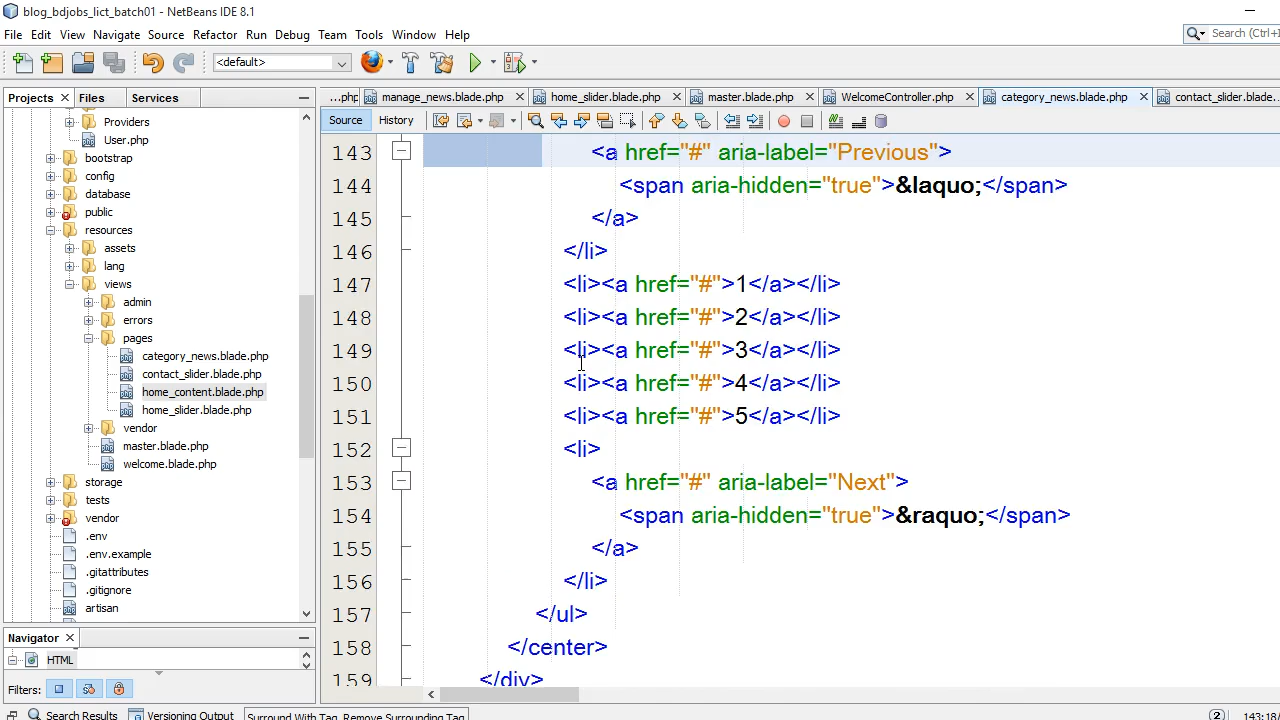 blog_bdjobs_lict_batch01 - NetBeans IDE 8.1
File Edit View Navigate Source Refactor Run Debug Team Tools Window Help
Search (Ctrl+I
<default>
Projects Files Services
...php manage_news.blade.php home_slider.blade.php master.blade.php WelcomeController.php category_news.blade.php contact_slider.blade.
Source History
Providers
User.php
bootstrap
config
database
public
resources
assets
lang
views
admin
errors
pages
category_news.blade.php
contact_slider.blade.php
home_content.blade.php
home_slider.blade.php
vendor
master.blade.php
welcome.blade.php
storage
tests
vendor
.env
.env.example
.gitattributes
.gitignore
artisan
Navigator
HTML
Filters:
143 <a href="#" aria-label="Previous">
144 <span aria-hidden="true">&laquo;</span>
145 </a>
146 </li>
147 <li><a href="#">1</a></li>
148 <li><a href="#">2</a></li>
149 <li><a href="#">3</a></li>
150 <li><a href="#">4</a></li>
151 <li><a href="#">5</a></li>
152 <li>
153 <a href="#" aria-label="Next">
154 <span aria-hidden="true">&raquo;</span>
155 </a>
156 </li>
157 </ul>
158 </center>
159 </div>
Search Results Versioning Output Surround With Tag, Remove Surrounding Tag 2 143:18/